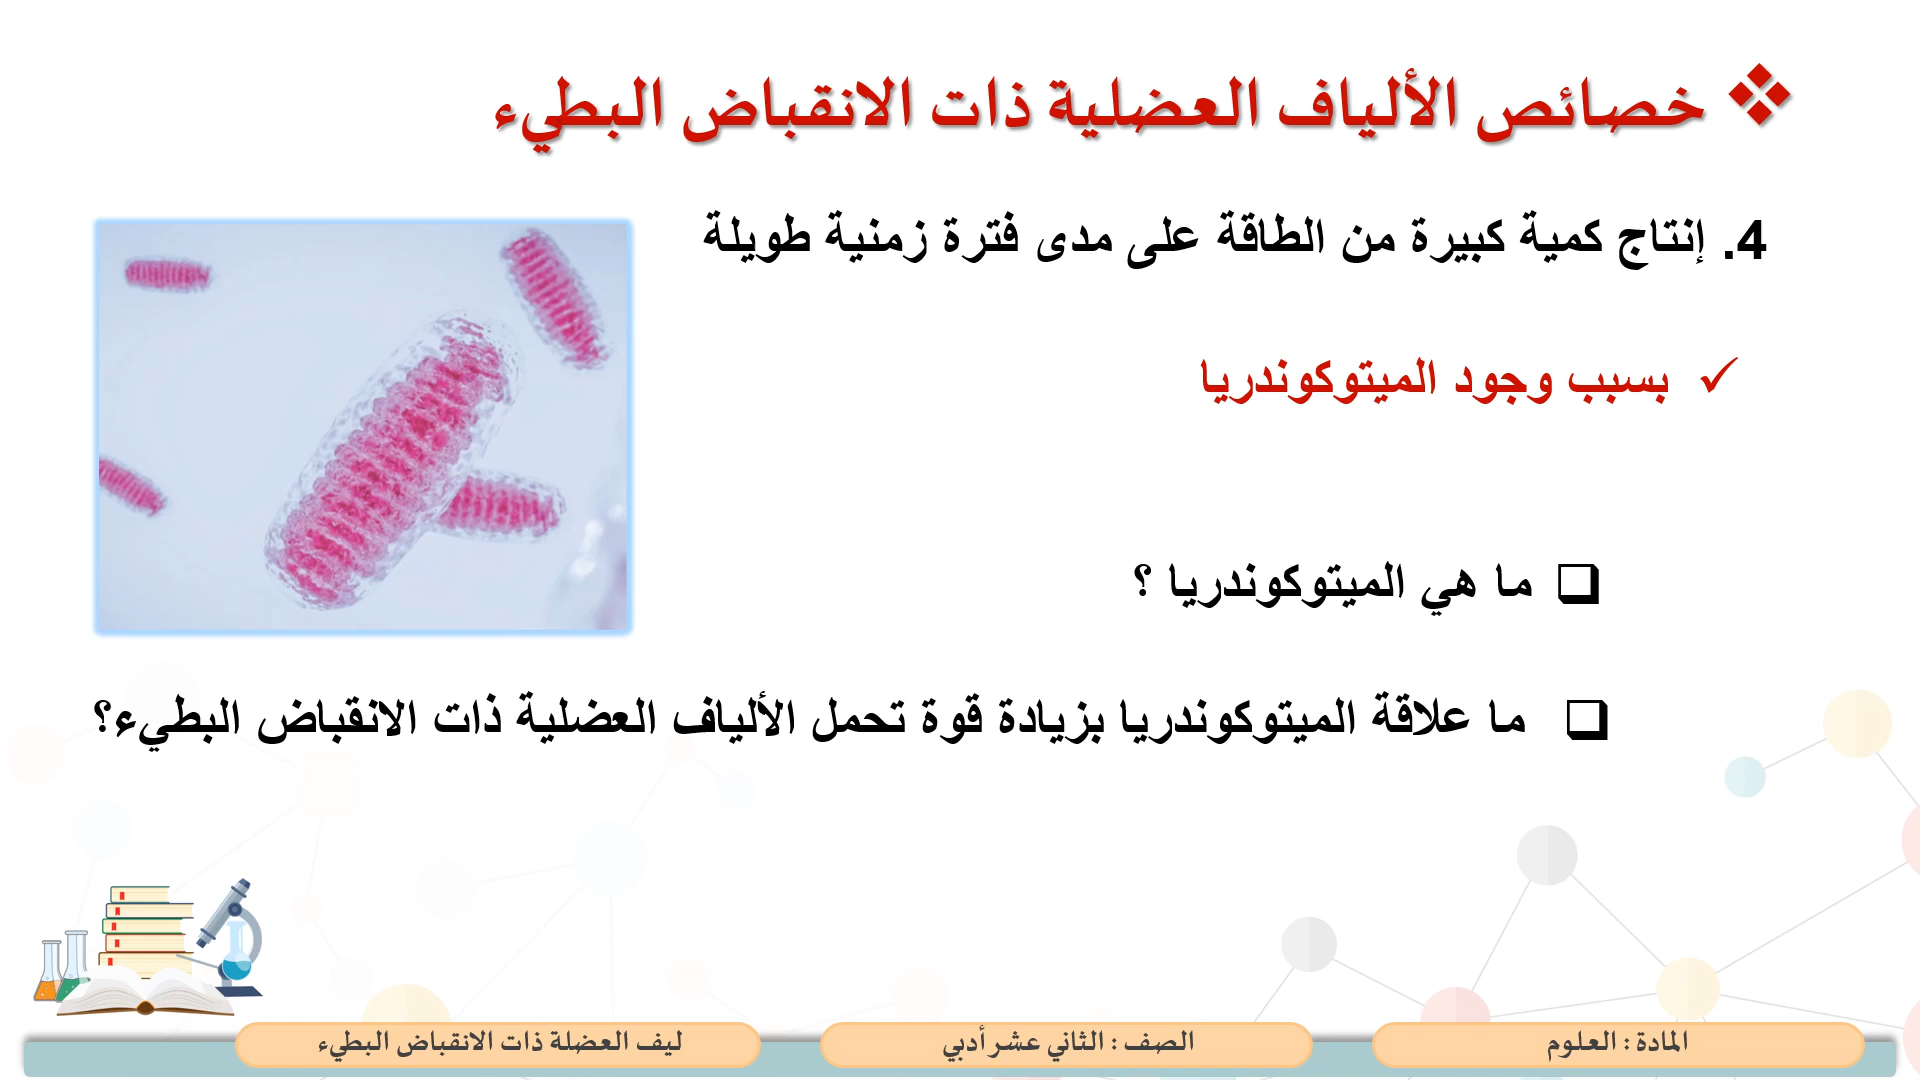 ❖ خصائص الألياف العضلية ذات الانقباض البطيء
4. إنتاج كمية كبيرة من الطاقة على مدى فترة زمنية طويلة
✓ بسبب وجود الميتوكوندريا
❑ ما هي الميتوكوندريا ؟
❑ ما علاقة الميتوكوندريا بزيادة قوة تحمل الألياف العضلية ذات الانقباض البطيء؟
المادة : العلوم
الصف : الثاني عشر أدبي
ليف العضلة ذات الانقباض البطيء